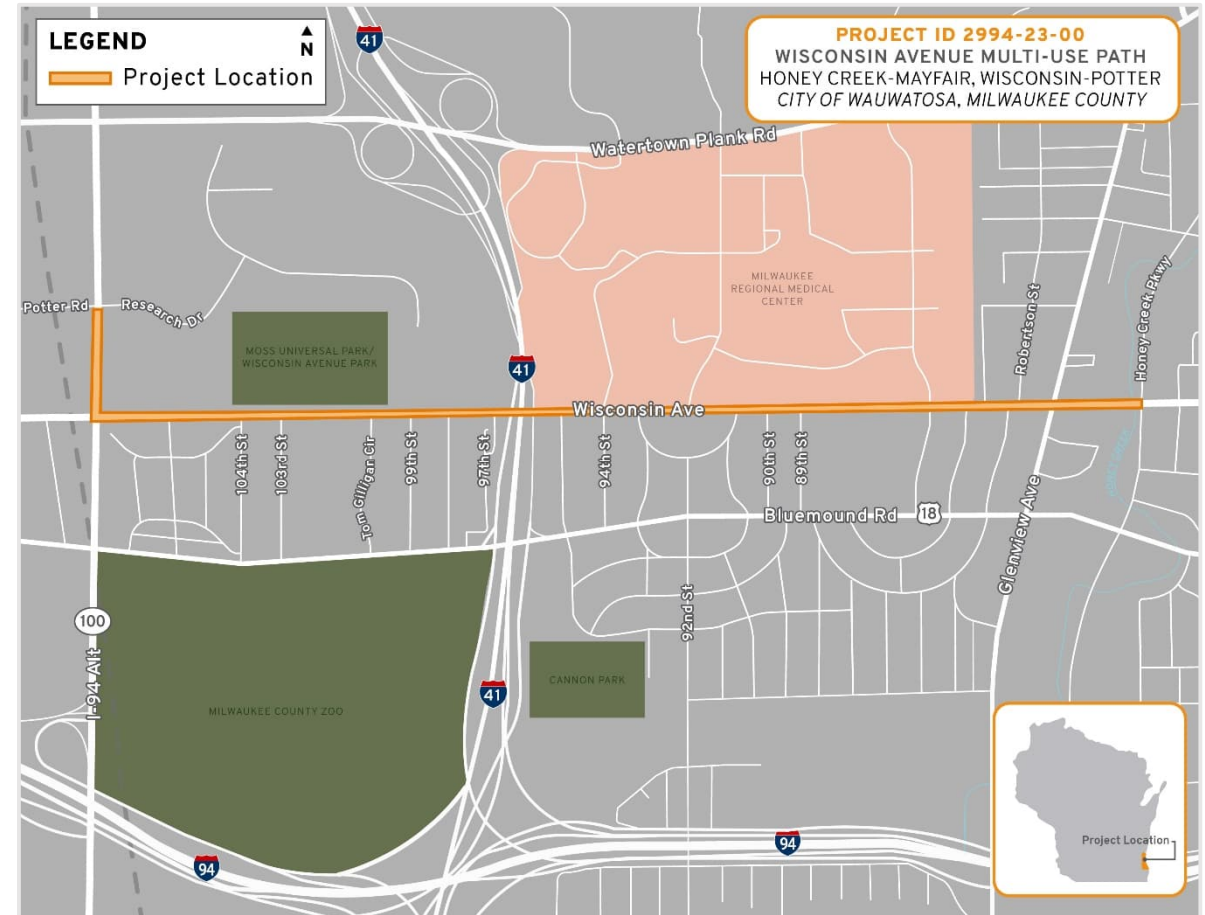 LEGEND
N
Project Location
PROJECT ID 2994-23-00
WISCONSIN AVENUE MULTI-USE PATH
HONEY CREEK-MAYFAIR, WISCONSIN-POTTER
CITY OF WAUWATOSA, MILWAUKEE COUNTY
41
Watertown Plank Rd
MILWAUKEE
REGIONAL MEDICAL
CENTER
Potter Rd
Research Dr
MOSS UNIVERSAL PARK/
WISCONSIN AVENUE PARK
41
Robertson St
Honey Creek Pkwy
Wisconsin Ave
104th St
103rd St
Tom Gilligan Cir
99th St
97th St
94th St
90th St
89th St
HONEY CREEK
Bluemound Rd
18
Glenview Ave
92nd St
100
I-94 Alt
MILWAUKEE COUNTY ZOO
41
CANNON PARK
94
94
Project Location